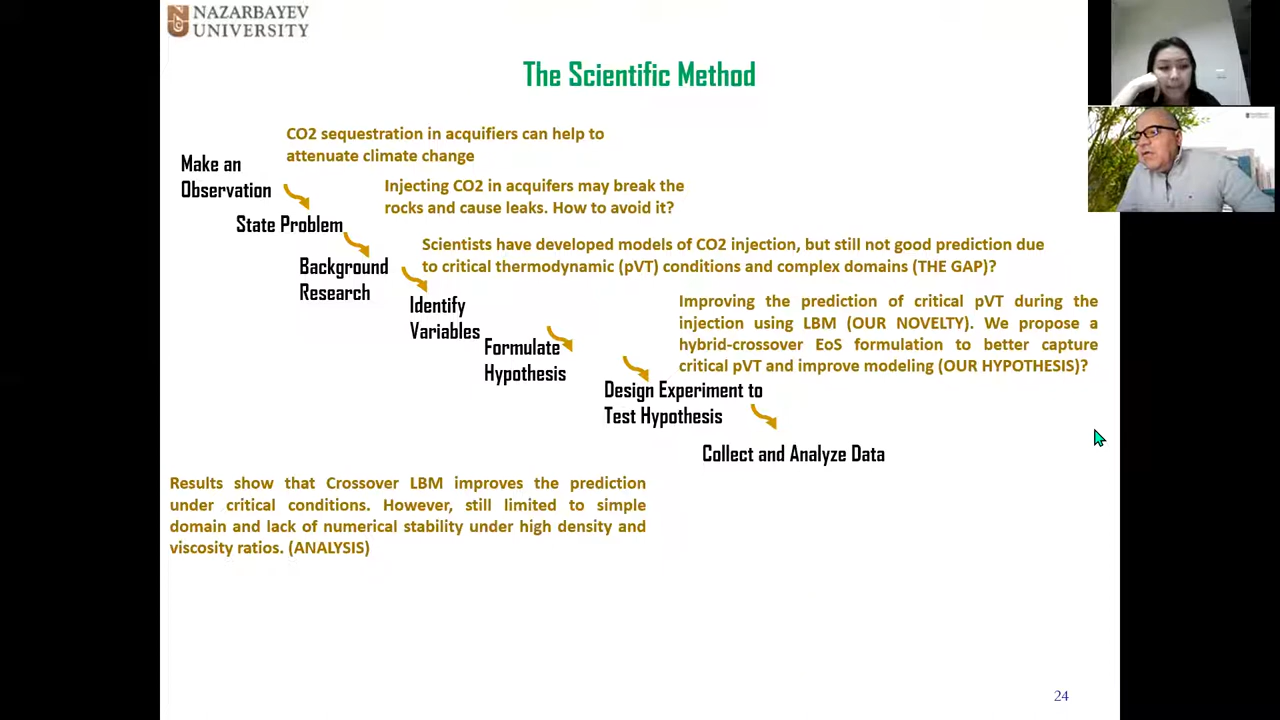 NAZARBAYEV
UNIVERSITY
The Scientific Method
CO2 sequestration in acquifiers can help to
attenuate climate change
Make an
Observation
Injecting CO2 in acquifers may break the
rocks and cause leaks. How to avoid it?
State Problem
Scientists have developed models of CO2 injection, but still not good prediction due
to critical thermodynamic (pVT) conditions and complex domains (THE GAP)?
Background
Research
Identify
Variables
Improving the prediction of critical pVT during the
injection using LBM (OUR NOVELTY). We propose a
hybrid-crossover EoS formulation to better capture
critical pVT and improve modeling (OUR HYPOTHESIS)?
Formulate
Hypothesis
Design Experiment to
Test Hypothesis
Collect and Analyze Data
Results show that Crossover LBM improves the prediction
under critical conditions. However, still limited to simple
domain and lack of numerical stability under high density and
viscosity ratios. (ANALYSIS)
24